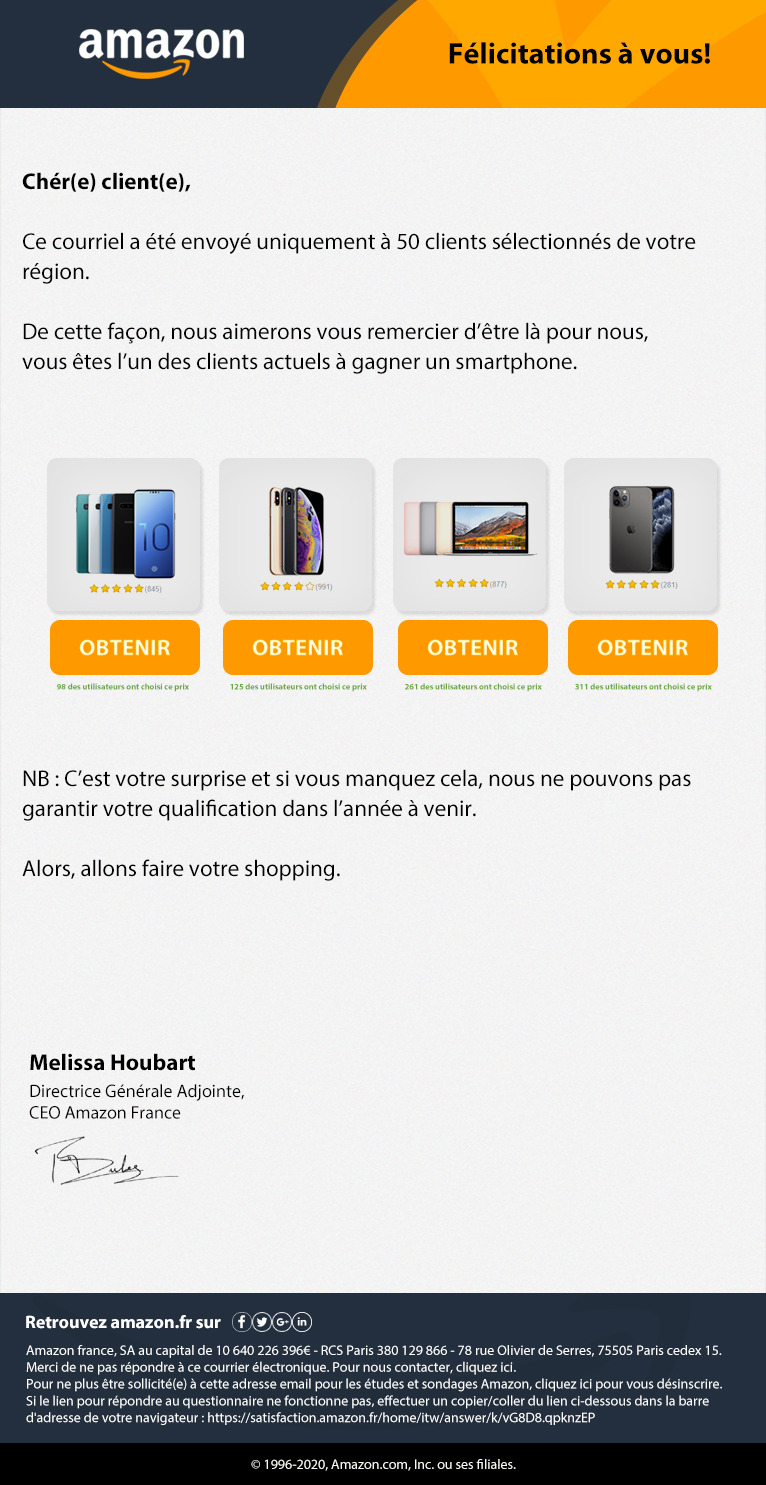 amazon
Félicitations à vous!
Chér(e) client(e),
Ce courriel a été envoyé uniquement à 50 clients sélectionnés de votre
région.
De cette façon, nous aimerons vous remercier d'être là pour nous,
vous êtes l'un des clients actuels à gagner un smartphone.
10
(845) (991) (877) (281)
OBTENIR OBTENIR OBTENIR OBTENIR
98 des utilisateurs ont choisi ce prix 125 des utilisateurs ont choisi ce prix 261 des utilisateurs ont choisi ce prix 311 des utilisateurs ont choisi ce prix
NB : C'est votre surprise et si vous manquez cela, nous ne pouvons pas
garantir votre qualification dans l'année à venir.
Alors, allons faire votre shopping.
Melissa Houbart
Directrice Générale Adjointe,
CEO Amazon France
Retrouvez amazon.fr sur
Amazon france, SA au capital de 10 640 226 396€ - RCS Paris 380 129 866 - 78 rue Olivier de Serres, 75505 Paris cedex 15.
Merci de ne pas répondre à ce courrier électronique. Pour nous contacter, cliquez ici.
Pour ne plus être sollicité(e) à cette adresse email pour les études et sondages Amazon, cliquez ici pour vous désinscrire.
Si le lien pour répondre au questionnaire ne fonctionne pas, effectuer un copier/coller du lien ci-dessous dans la barre
d'adresse de votre navigateur : https://satisfaction.amazon.fr/home/itw/answer/k/vG8D8.qpknzEP
© 1996-2020, Amazon.com, Inc. ou ses filiales.